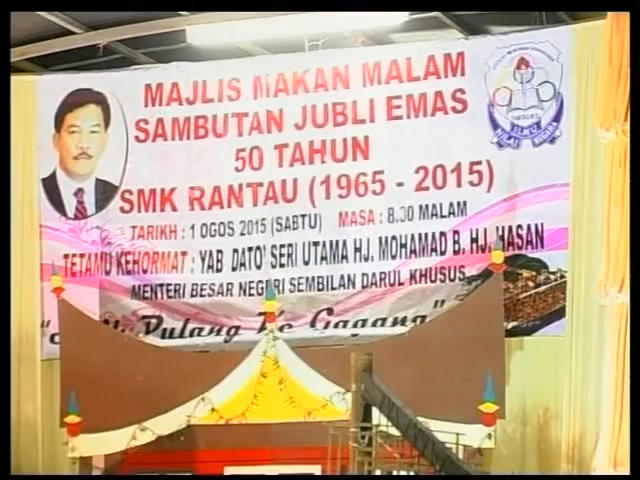 MAJLIS MAKAN MALAM
SAMBUTAN JUBLI EMAS
50 TAHUN
SMK RANTAU (1965 - 2015)
TARIKH : 1 OGOS 2015 (SABTU) MASA : 8.30 MALAM
TETAMU KEHORMAT : YAB DATO' SERI UTAMA HJ. MOHAMAD B. HJ. HASAN
MENTERI BESAR NEGERI SEMBILAN DARUL KHUSUS
Pulang Ke Gagang"
ILMU